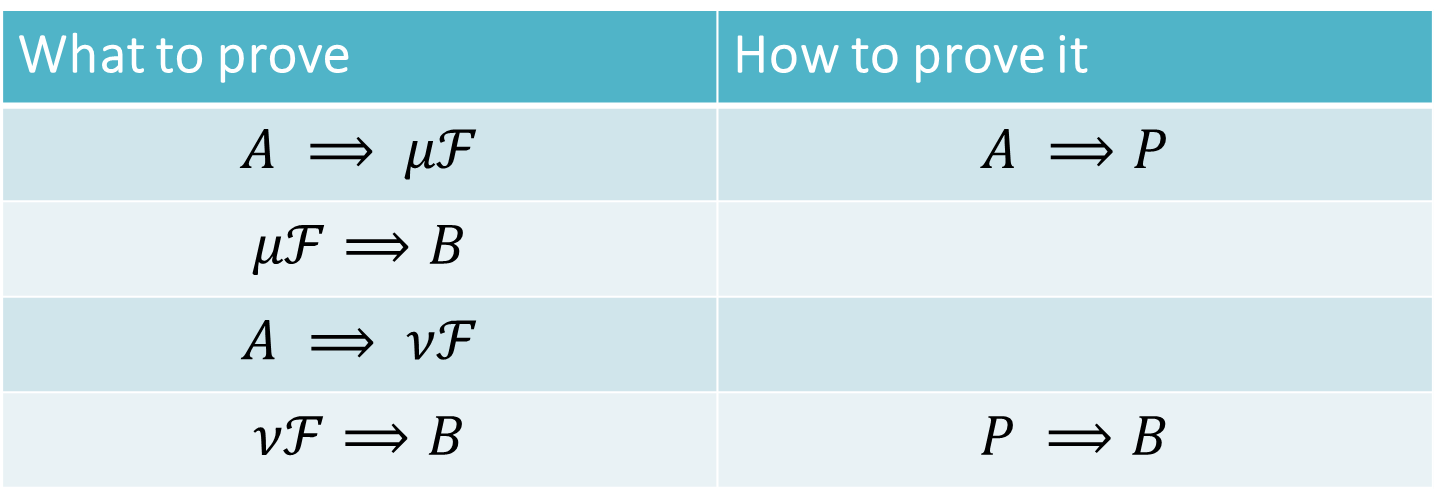 What to prove How to prove it
𝐴 ⟹ 𝜇ℱ 𝐴 ⟹ 𝑃
𝜇ℱ ⟹ 𝐵
𝐴 ⟹ 𝜈ℱ
𝜈ℱ ⟹ 𝐵 𝑃 ⟹ 𝐵